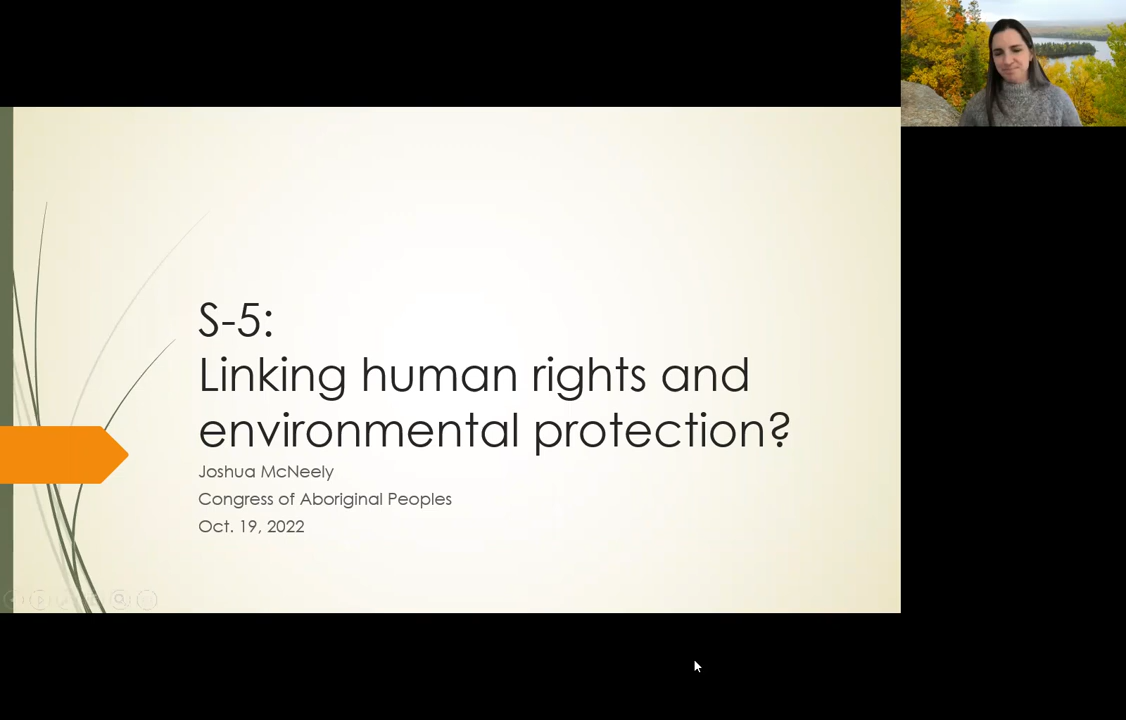 S-5:
Linking human rights and
environmental protection?
Joshua McNeely
Congress of Aboriginal Peoples
Oct. 19, 2022